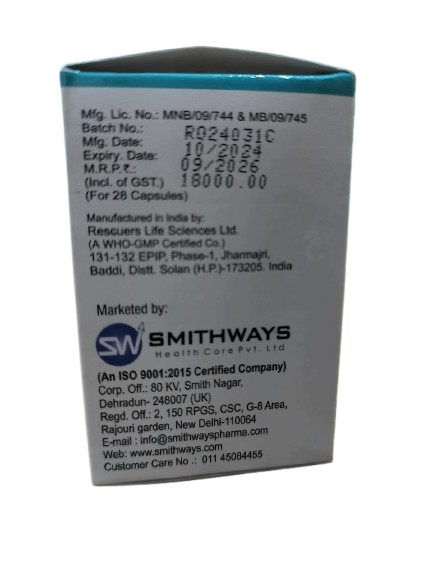 Mfg. Lic. No.: MNB/09/744 & MB/09/745
Batch No.: RQ24031C
Mfg. Date: 10/2024
Expiry. Date: 09/2026
M.R.P.₹.: 18000.00
(Incl. of GST.)
(For 28 Capsules)
Manufactured in India by:
Rescuers Life Sciences Ltd.
(A WHO-GMP Certified Co.)
131-132 EPIP, Phase-1, Jharmajri,
Baddi, Distt. Solan (H.P.)-173205. India
Marketed by:
SW SMITHWAYS
Health Care Pvt. Ltd
(An ISO 9001:2015 Certified Company)
Corp. Off.: 80 KV, Smith Nagar,
Dehradun- 248007 (UK)
Regd. Off.: 2, 150 RPGS, CSC, G-8 Area,
Rajouri garden, New Delhi-110064
E-mail : info@smithwayspharma.com
Web: www.smithways.com
Customer Care No .: 011 45084455